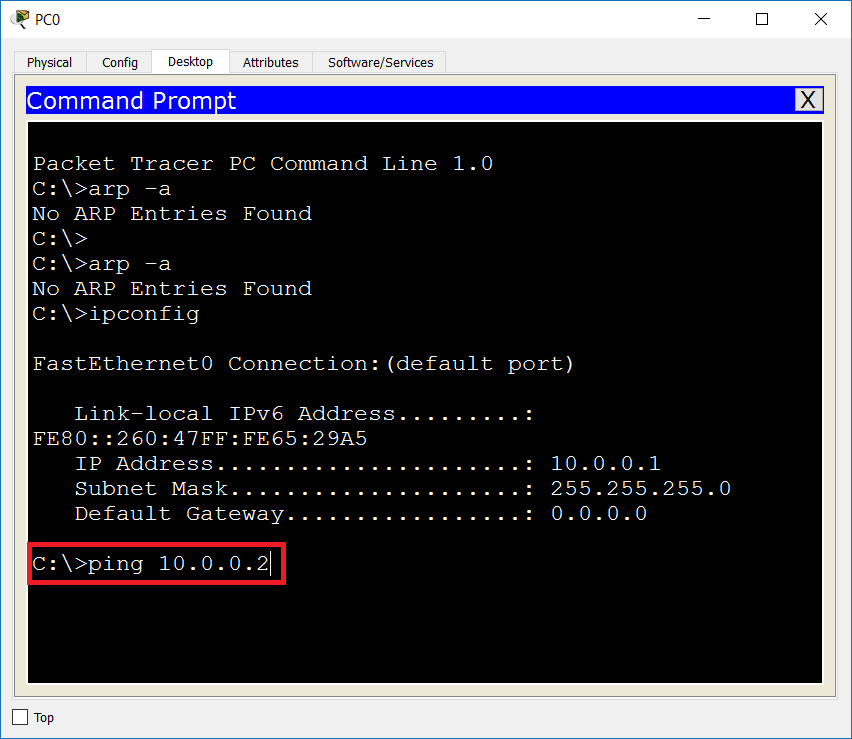 PC0
Physical Config Desktop Attributes Software/Services
Command Prompt X
Packet Tracer PC Command Line 1.0
C:\>arp -a
No ARP Entries Found
C:\>
C:\>arp -a
No ARP Entries Found
C:\>ipconfig
FastEthernet0 Connection:(default port)
Link-local IPv6 Address.........:
FE80::260:47FF:FE65:29A5
IP Address......................: 10.0.0.1
Subnet Mask.....................: 255.255.255.0
Default Gateway.................: 0.0.0.0
C:\>ping 10.0.0.2
Top